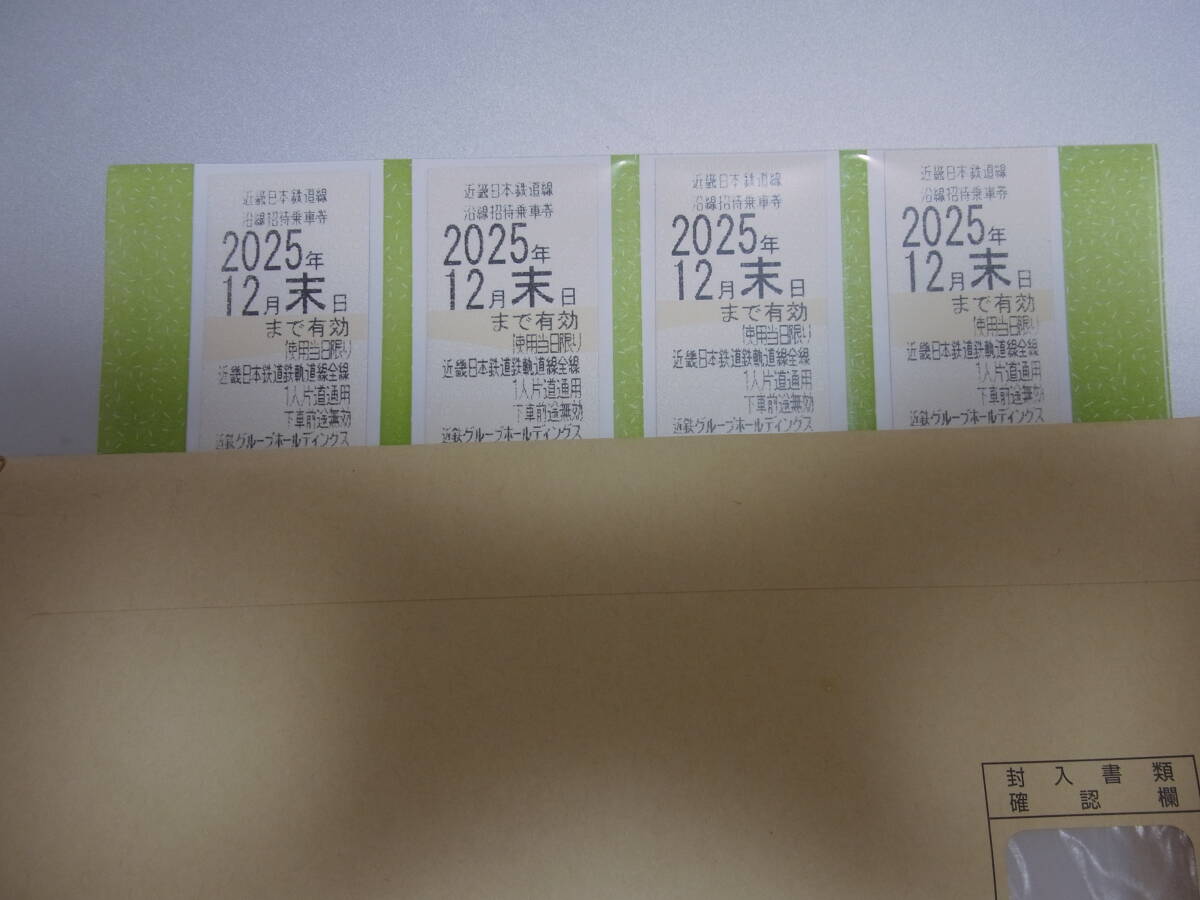 近畿日本鉄道線
沿線招待乗車券
2025年
12月末日
まで有効
(使用当日限り)
近畿日本鉄道鉄軌道線全線
1人片道通用
下車前途無効
近鉄グループホールディングス
近畿日本鉄道線
沿線招待乗車券
2025年
12月末日
まで有効
(使用当日限り)
近畿日本鉄道鉄軌道線全線
1人片道通用
下車前途無効
近鉄グループホールディングス
近畿日本鉄道線
沿線招待乗車券
2025年
12月末日
まで有効
(使用当日限り)
近畿日本鉄道鉄軌道線全線
1人片道通用
下車前途無効
近鉄グループホールディングス
近畿日本鉄道線
沿線招待乗車券
2025年
12月末日
まで有効
(使用当日限り)
近畿日本鉄道鉄軌道線全線
1人片道通用
下車前途無効
近鉄グループホールディングス
封入書類
確認欄